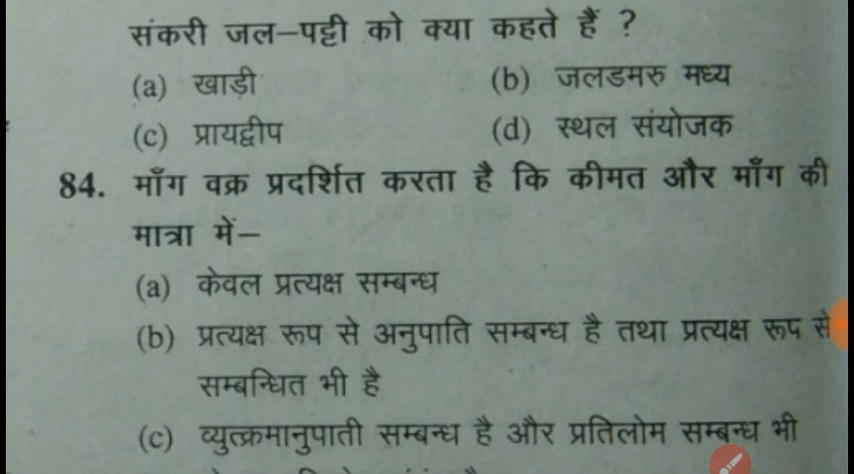 संकरी जल–पट्टी को क्या कहते हैं ?
(a) खाड़ी (b) जलडमरु मध्य
(c) प्रायद्वीप (d) स्थल संयोजक
84. माँग वक्र प्रदर्शित करता है कि कीमत और माँग की
मात्रा में–
(a) केवल प्रत्यक्ष सम्बन्ध
(b) प्रत्यक्ष रूप से अनुपाति सम्बन्ध है तथा प्रत्यक्ष रूप से
सम्बन्धित भी है
(c) व्युत्क्रमानुपाती सम्बन्ध है और प्रतिलोम सम्बन्ध भी